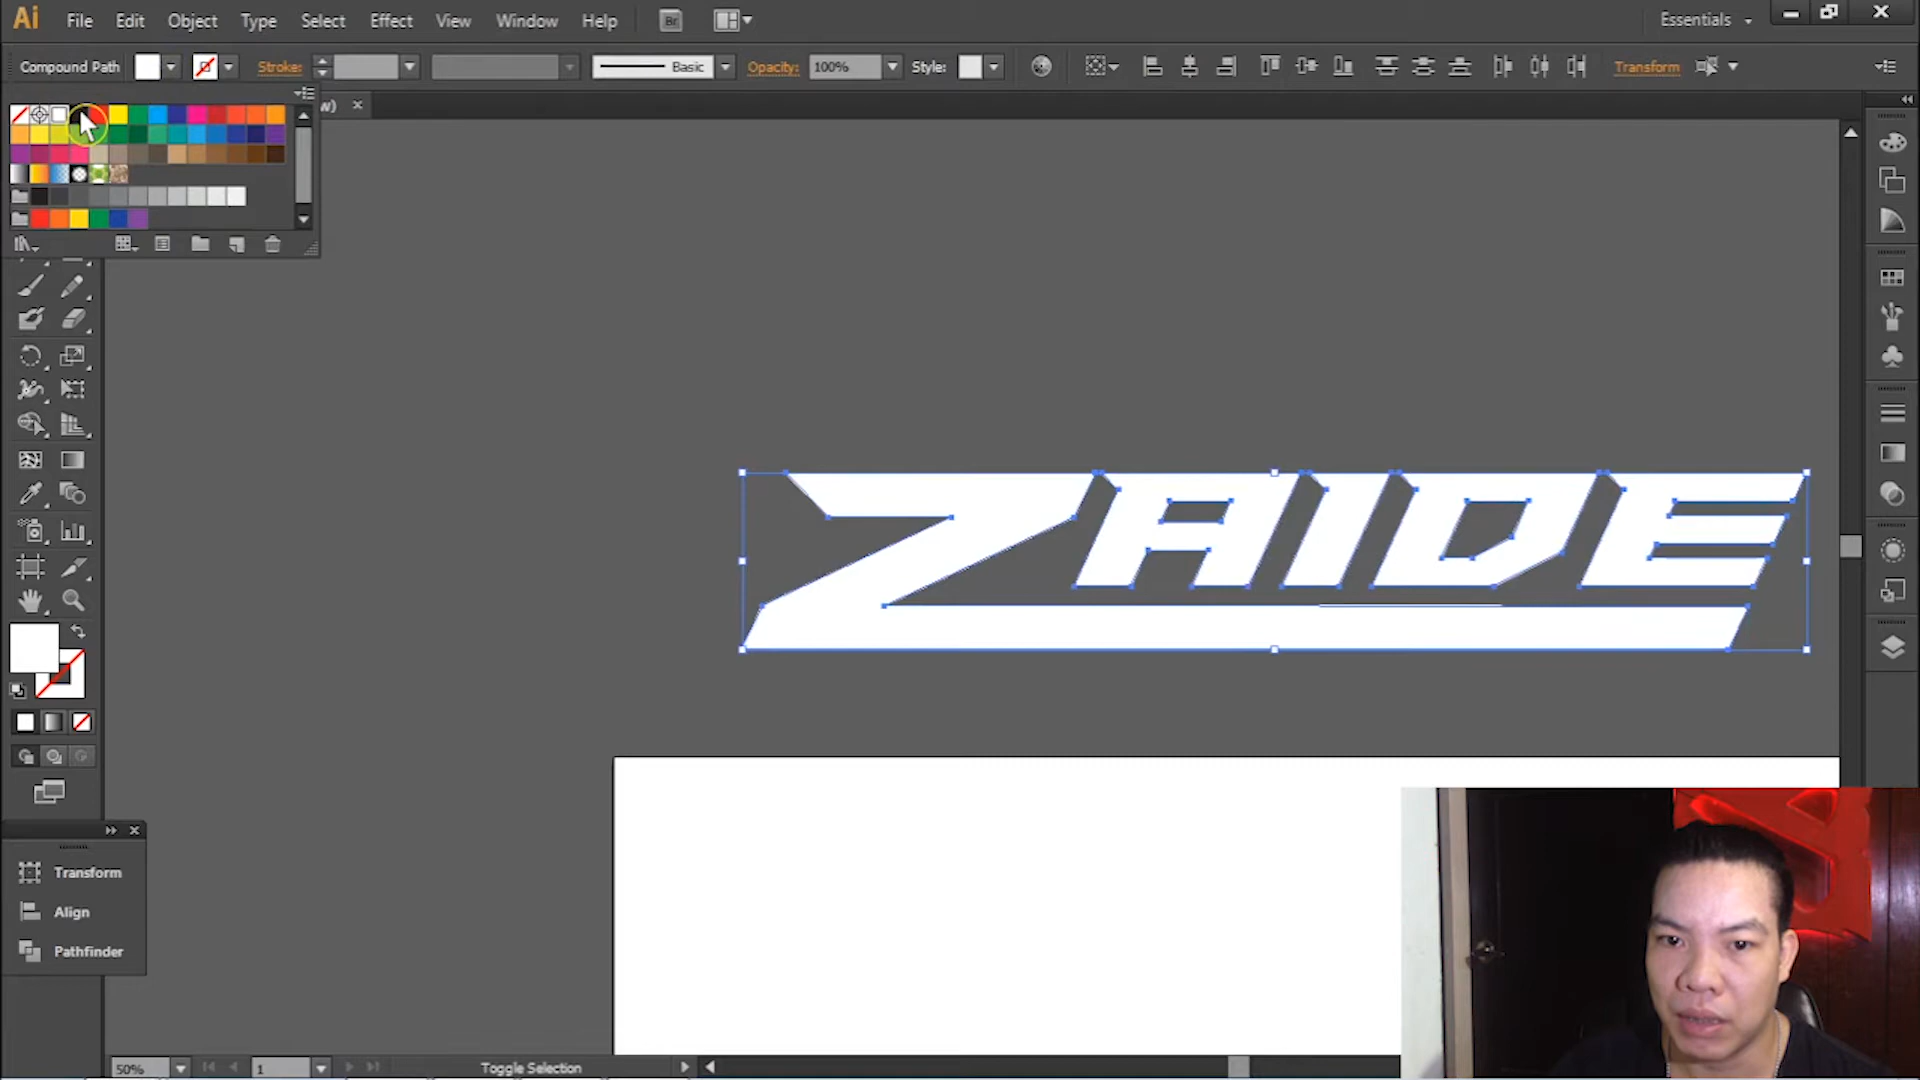 Ai File Edit Object Type Select Effect View Window Help Br Essentials
Compound Path Stroke: Basic Opacity: 100% Style: Transform
w)
ZAIDE
Transform
Align
Pathfinder
50% 1 Toggle Selection